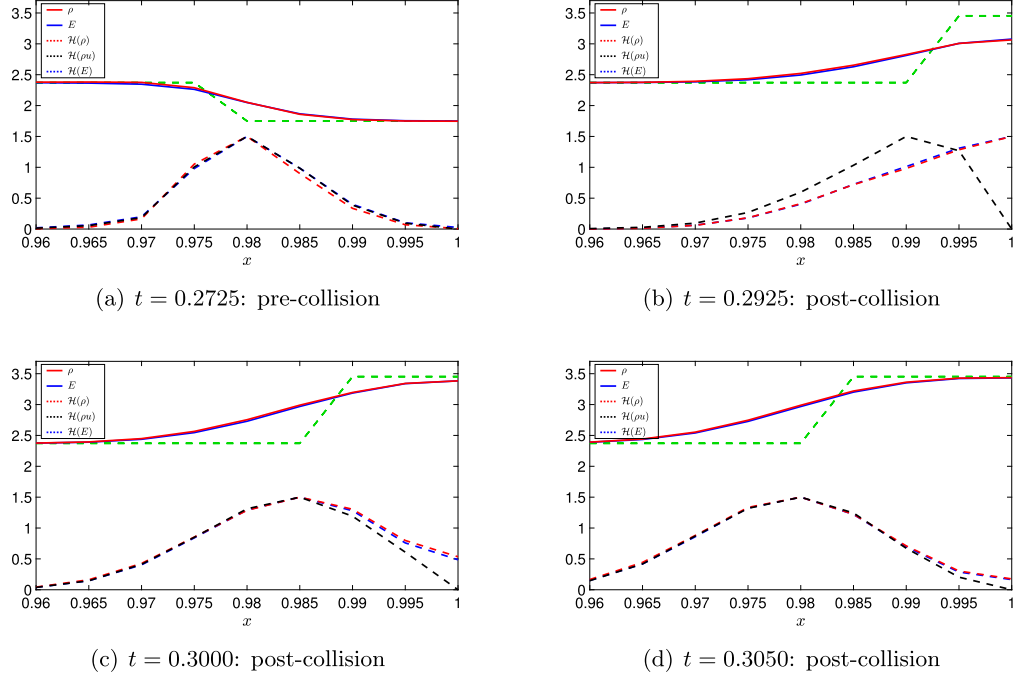 3.5
3
2.5
2
1.5
1
0.5
0
ρ
E
ℋ(ρ)
ℋ(ρu)
ℋ(E)
0.96 0.965 0.97 0.975 0.98 0.985 0.99 0.995 1
x
(a) t = 0.2725: pre-collision
3.5
3
2.5
2
1.5
1
0.5
0
ρ
E
ℋ(ρ)
ℋ(ρu)
ℋ(E)
0.96 0.965 0.97 0.975 0.98 0.985 0.99 0.995 1
x
(b) t = 0.2925: post-collision
3.5
3
2.5
2
1.5
1
0.5
0
ρ
E
ℋ(ρ)
ℋ(ρu)
ℋ(E)
0.96 0.965 0.97 0.975 0.98 0.985 0.99 0.995 1
x
(c) t = 0.3000: post-collision
3.5
3
2.5
2
1.5
1
0.5
0
ρ
E
ℋ(ρ)
ℋ(ρu)
ℋ(E)
0.96 0.965 0.97 0.975 0.98 0.985 0.99 0.995 1
x
(d) t = 0.3050: post-collision